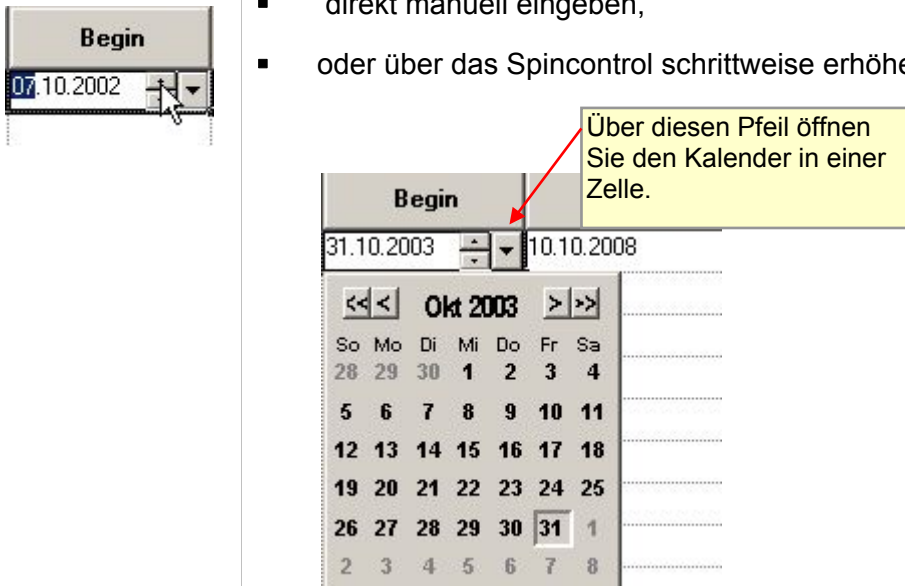 direkt manuell eingeben,
oder über das Spincontrol schrittweise
Begin
07.10.2002
Über diesen Pfeil öffnen
Sie den Kalender in einer
Zelle.
Begin
31.10.2003 10.10.2008
<< < Okt 2003 > >>
So Mo Di Mi Do Fr Sa
28 29 30 1 2 3 4
5 6 7 8 9 10 11
12 13 14 15 16 17 18
19 20 21 22 23 24 25
26 27 28 29 30 31 1
2 3 4 5 6 7 8